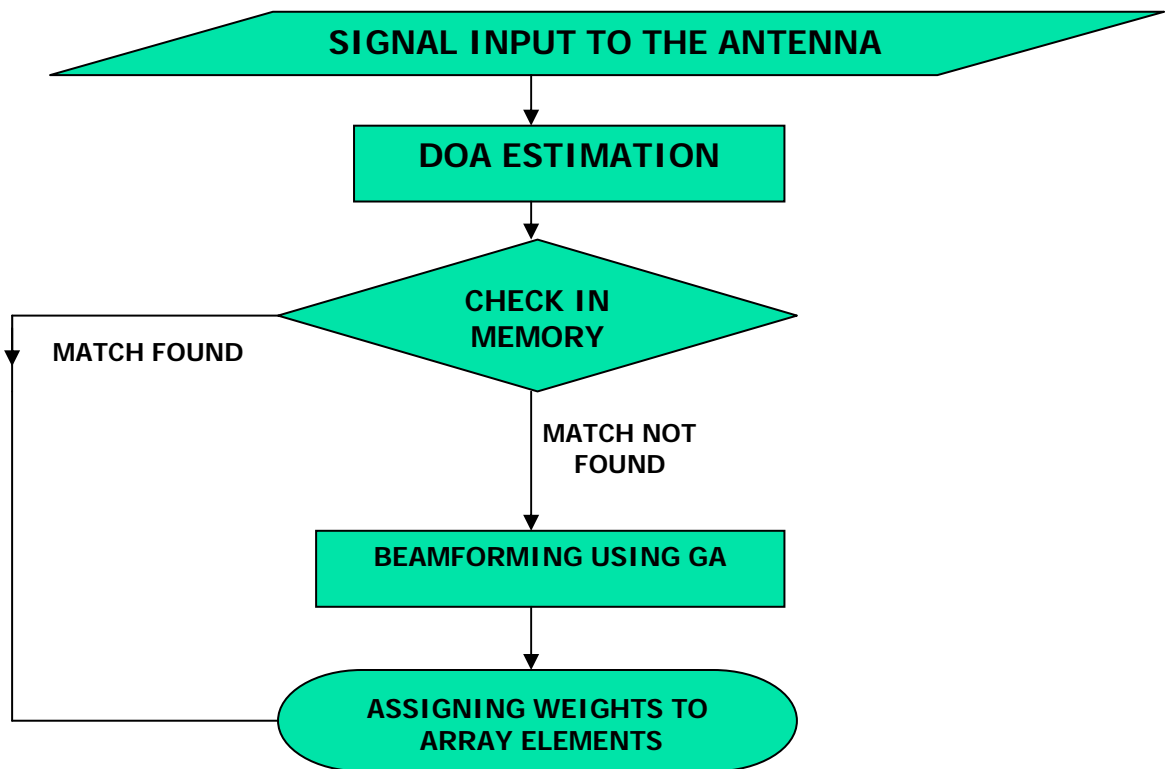 SIGNAL INPUT TO THE ANTENNA
DOA ESTIMATION
CHECK IN
MEMORY
MATCH FOUND
MATCH NOT
FOUND
BEAMFORMING USING GA
ASSIGNING WEIGHTS TO
ARRAY ELEMENTS